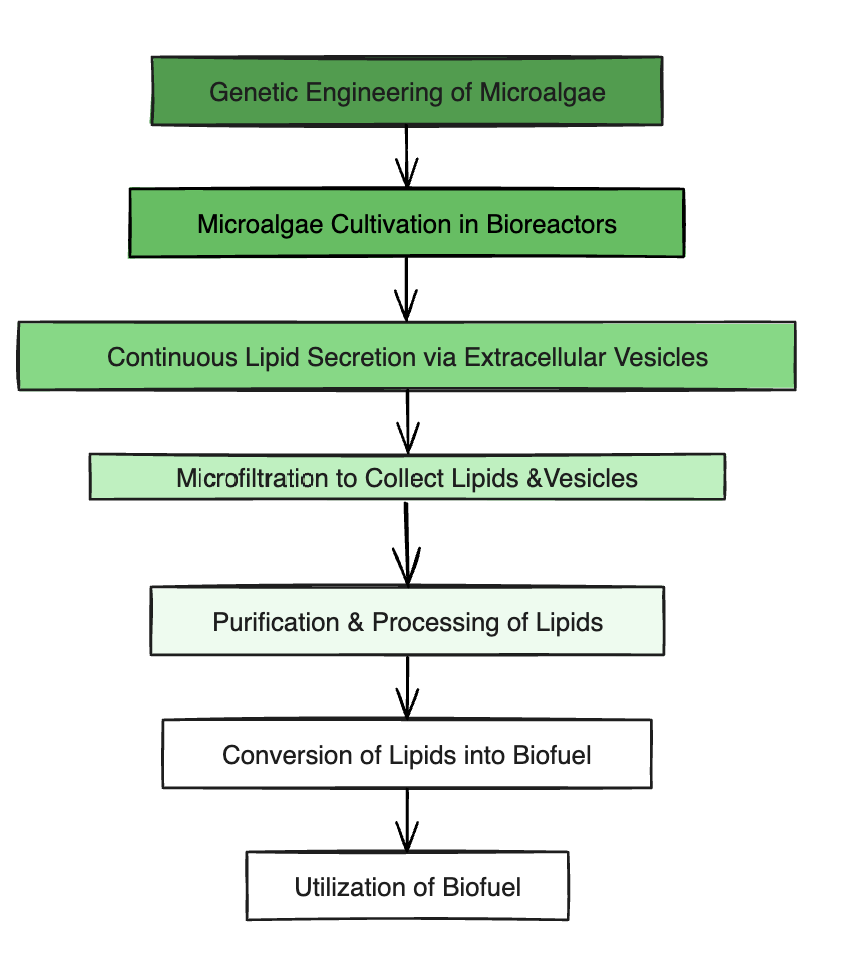 Genetic Engineering of Microalgae
Microalgae Cultivation in Bioreactors
Continuous Lipid Secretion via Extracellular Vesicles
Microfiltration to Collect Lipids &Vesicles
Purification & Processing of Lipids
Conversion of Lipids into Biofuel
Utilization of Biofuel